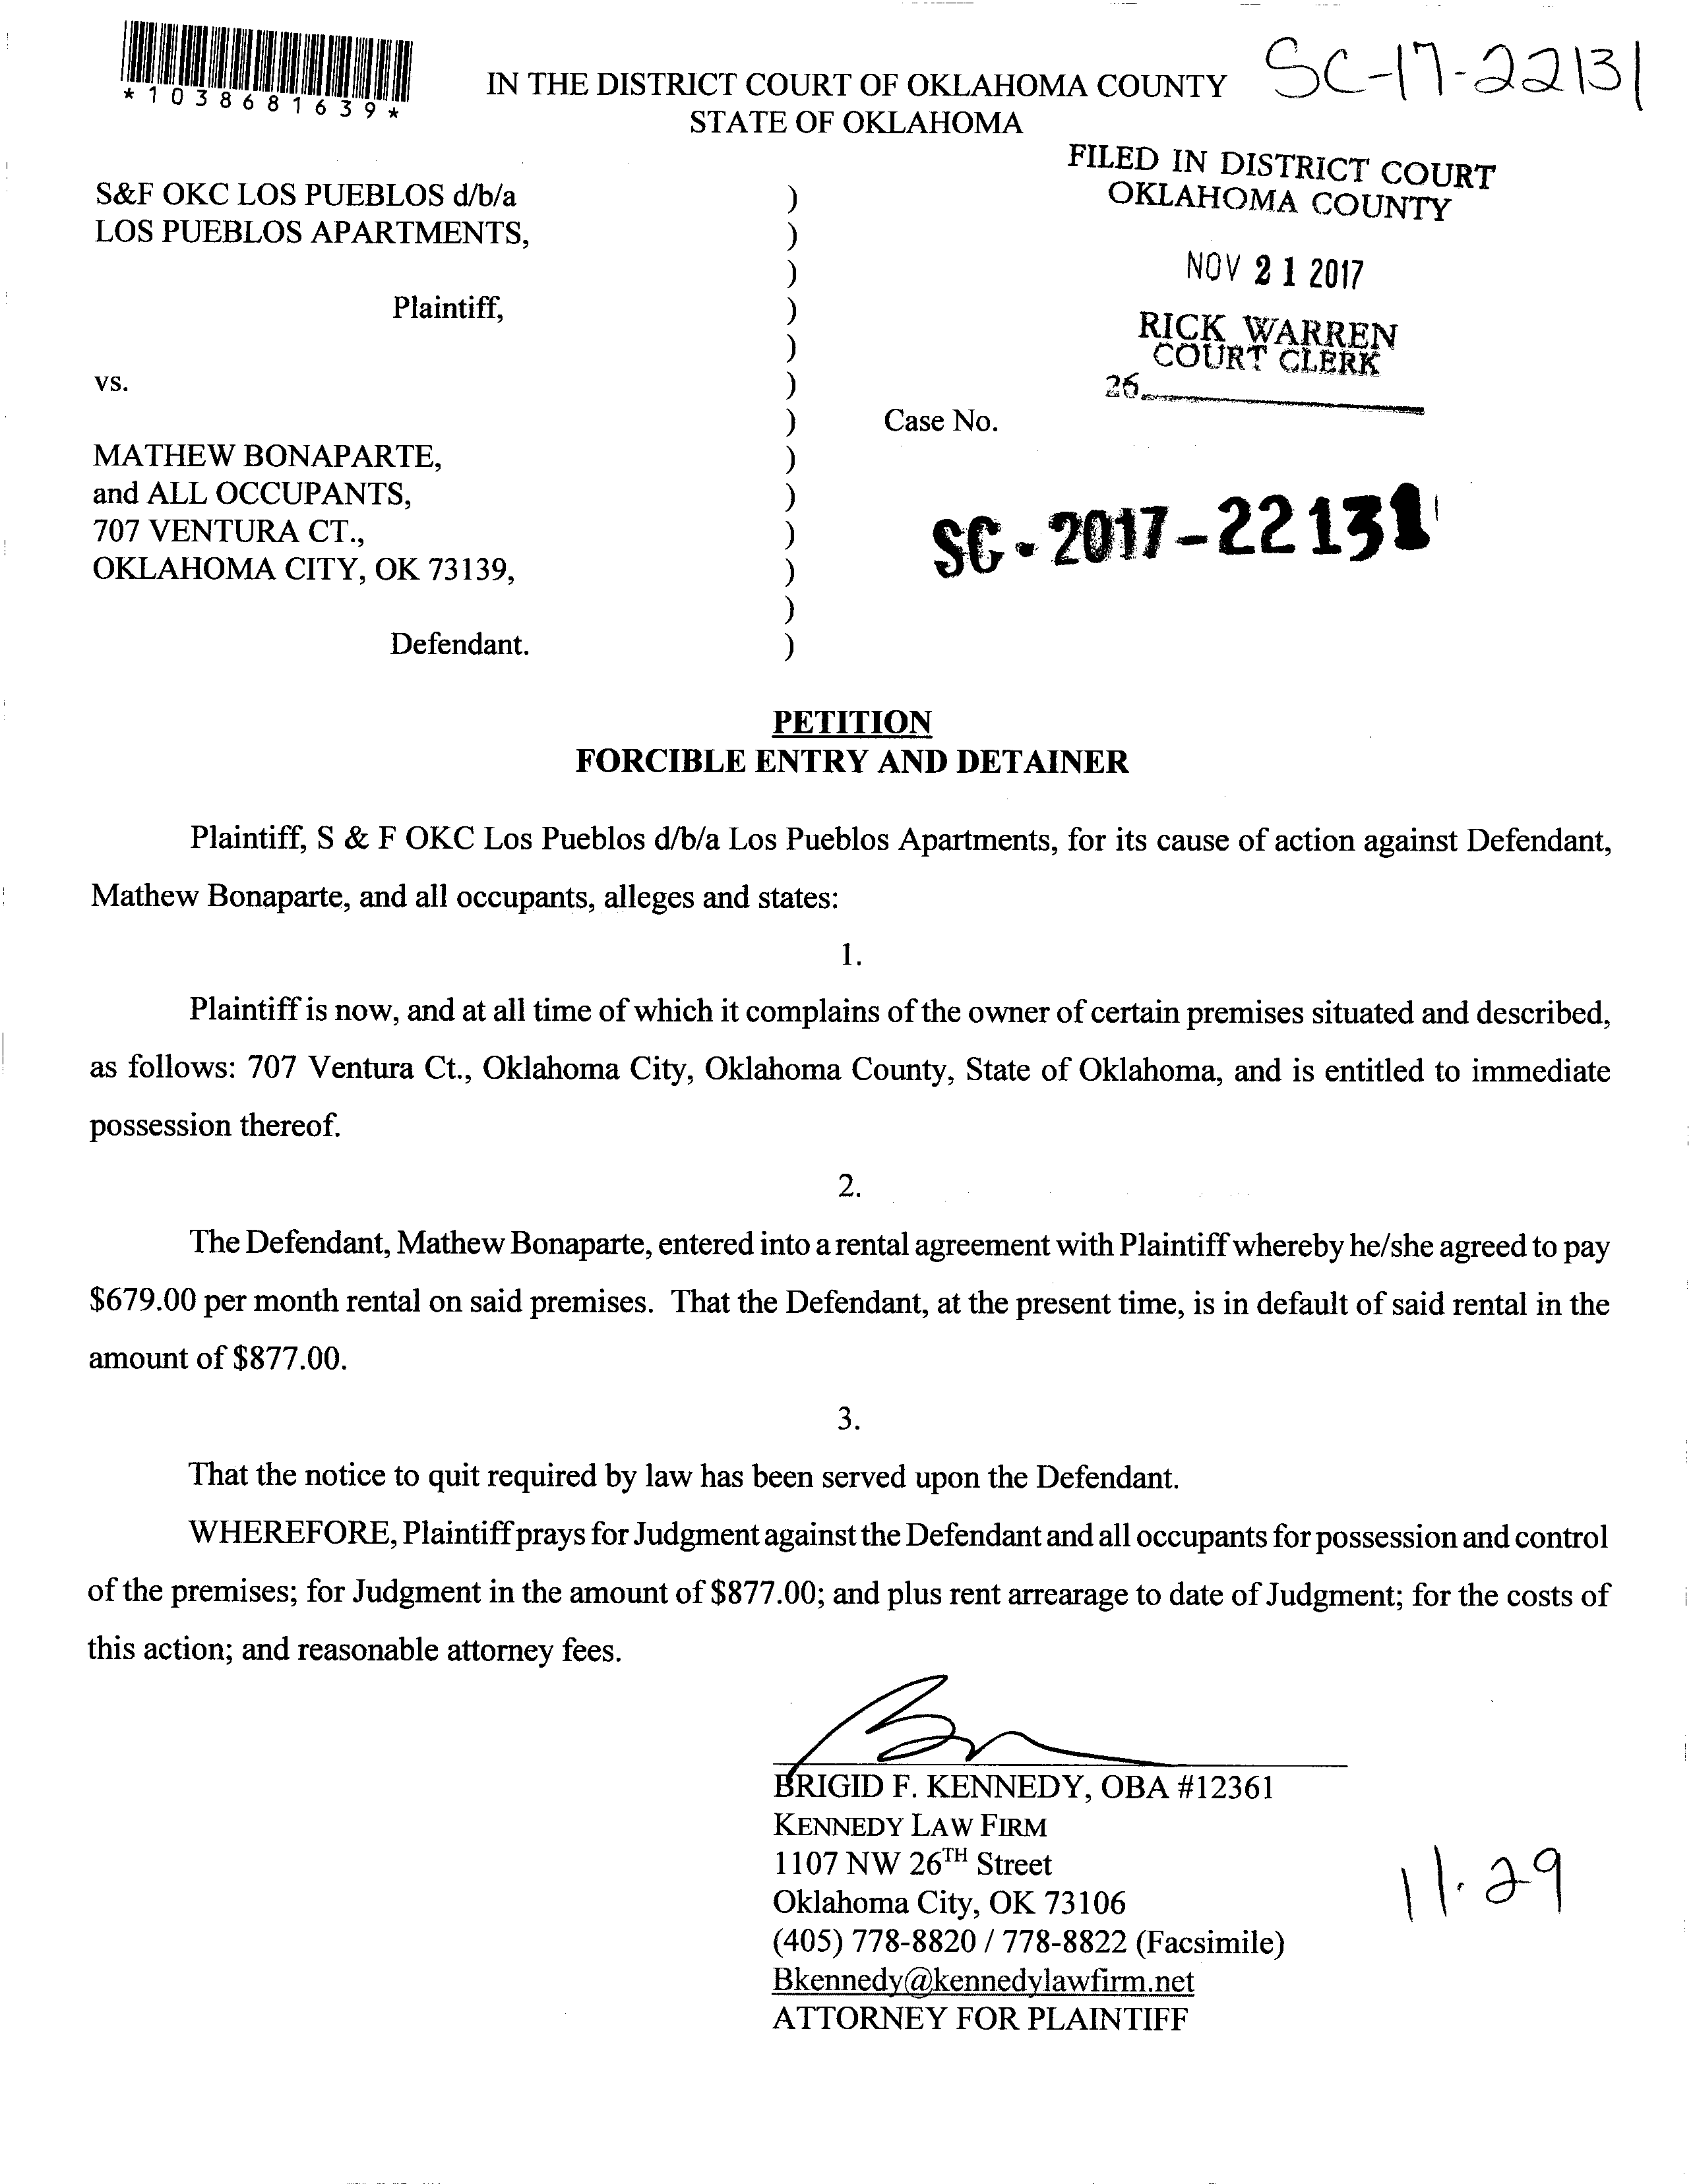 *1038681639*
SC-17-22131
IN THE DISTRICT COURT OF OKLAHOMA COUNTY
STATE OF OKLAHOMA
FILED IN DISTRICT COURT
OKLAHOMA COUNTY
NOV 21 2017
RICK WARREN
COURT CLERK
26
S&F OKC LOS PUEBLOS d/b/a )
LOS PUEBLOS APARTMENTS, )
)
Plaintiff, )
)
vs. )
) Case No.
MATHEW BONAPARTE, )
and ALL OCCUPANTS, )
707 VENTURA CT., ) SC-2017-22131
OKLAHOMA CITY, OK 73139, )
)
Defendant. )
PETITION
FORCIBLE ENTRY AND DETAINER
Plaintiff, S & F OKC Los Pueblos d/b/a Los Pueblos Apartments, for its cause of action against Defendant,
Mathew Bonaparte, and all occupants, alleges and states:
1.
Plaintiff is now, and at all time of which it complains of the owner of certain premises situated and described,
as follows: 707 Ventura Ct., Oklahoma City, Oklahoma County, State of Oklahoma, and is entitled to immediate
possession thereof.
2.
The Defendant, Mathew Bonaparte, entered into a rental agreement with Plaintiff whereby he/she agreed to pay
$679.00 per month rental on said premises. That the Defendant, at the present time, is in default of said rental in the
amount of $877.00.
3.
That the notice to quit required by law has been served upon the Defendant.
WHEREFORE, Plaintiff prays for Judgment against the Defendant and all occupants for possession and control
of the premises; for Judgment in the amount of $877.00; and plus rent arrearage to date of Judgment; for the costs of
this action; and reasonable attorney fees.
BRIGID F. KENNEDY, OBA #12361
KENNEDY LAW FIRM
1107 NW 26TH Street
Oklahoma City, OK 73106
(405) 778-8820 / 778-8822 (Facsimile)
Bkennedy@kennedylawfirm.net
ATTORNEY FOR PLAINTIFF
11.29